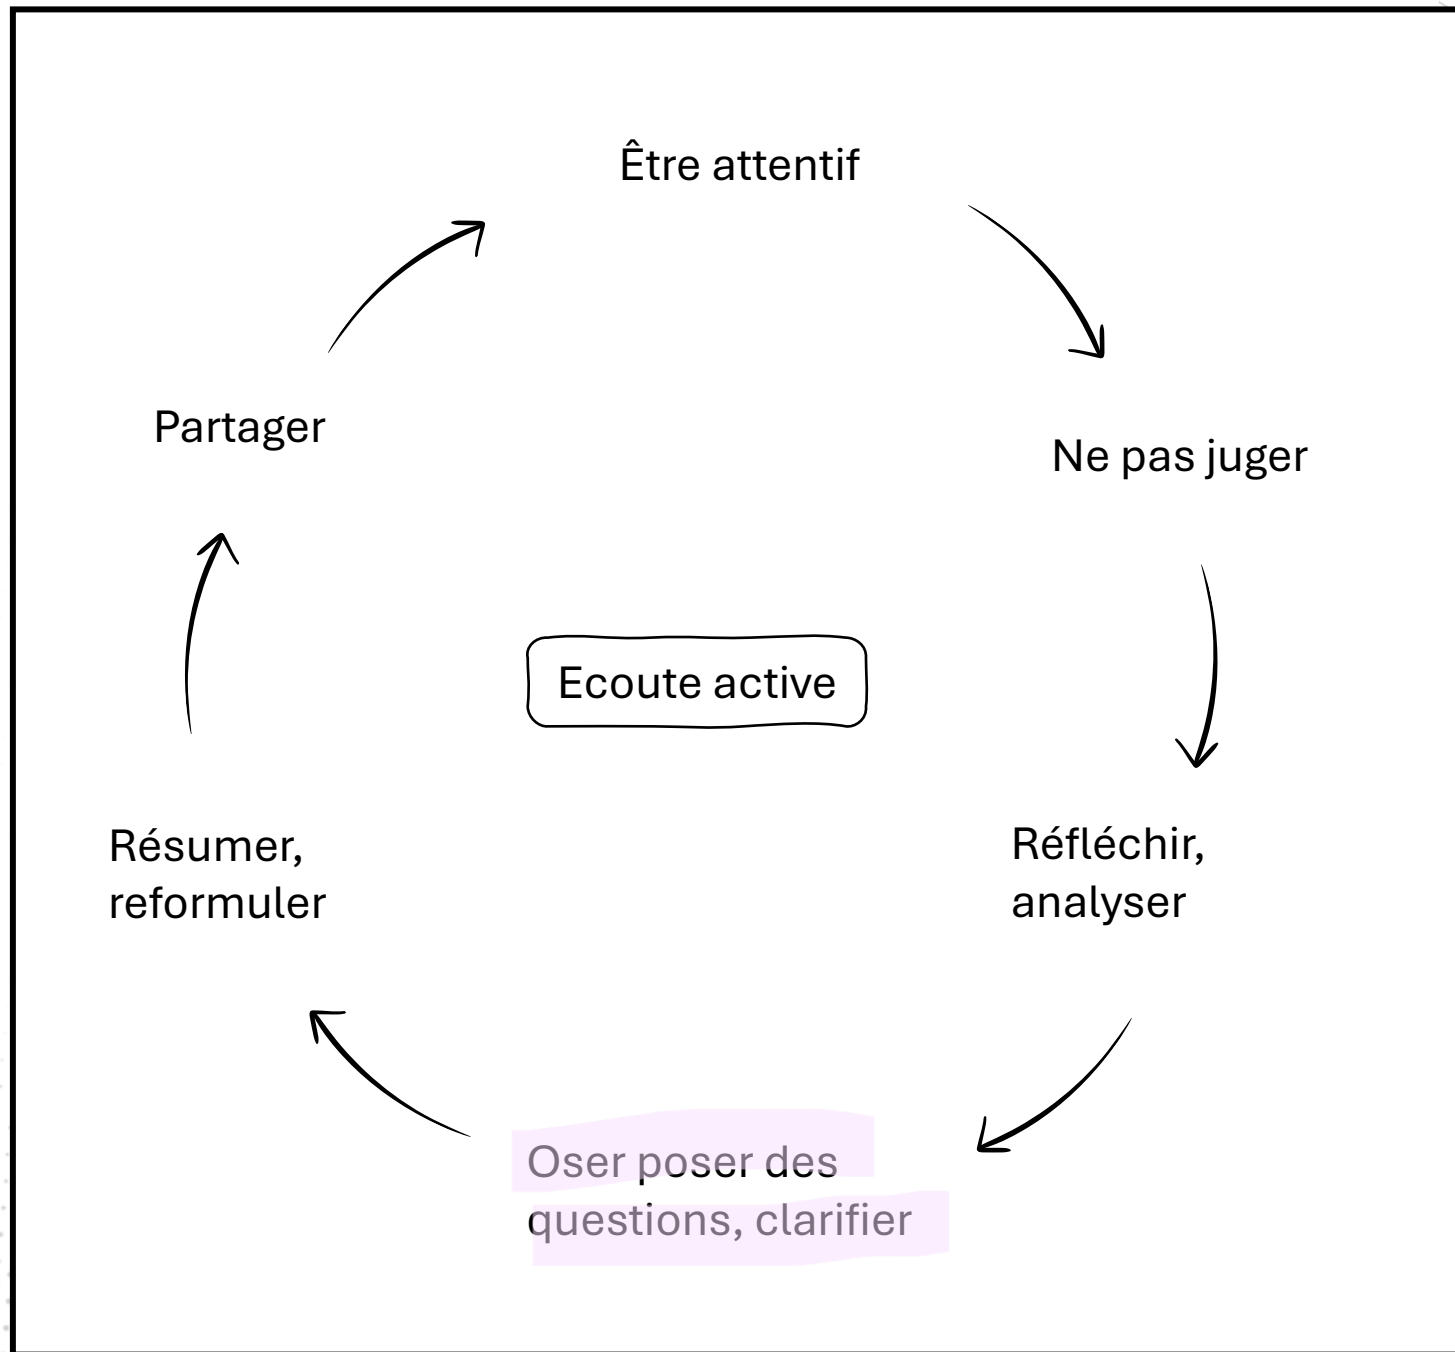 Être attentif
Partager
Ne pas juger
Ecoute active
Résumer,
reformuler
Réfléchir,
analyser
Oser poser des
questions, clarifier